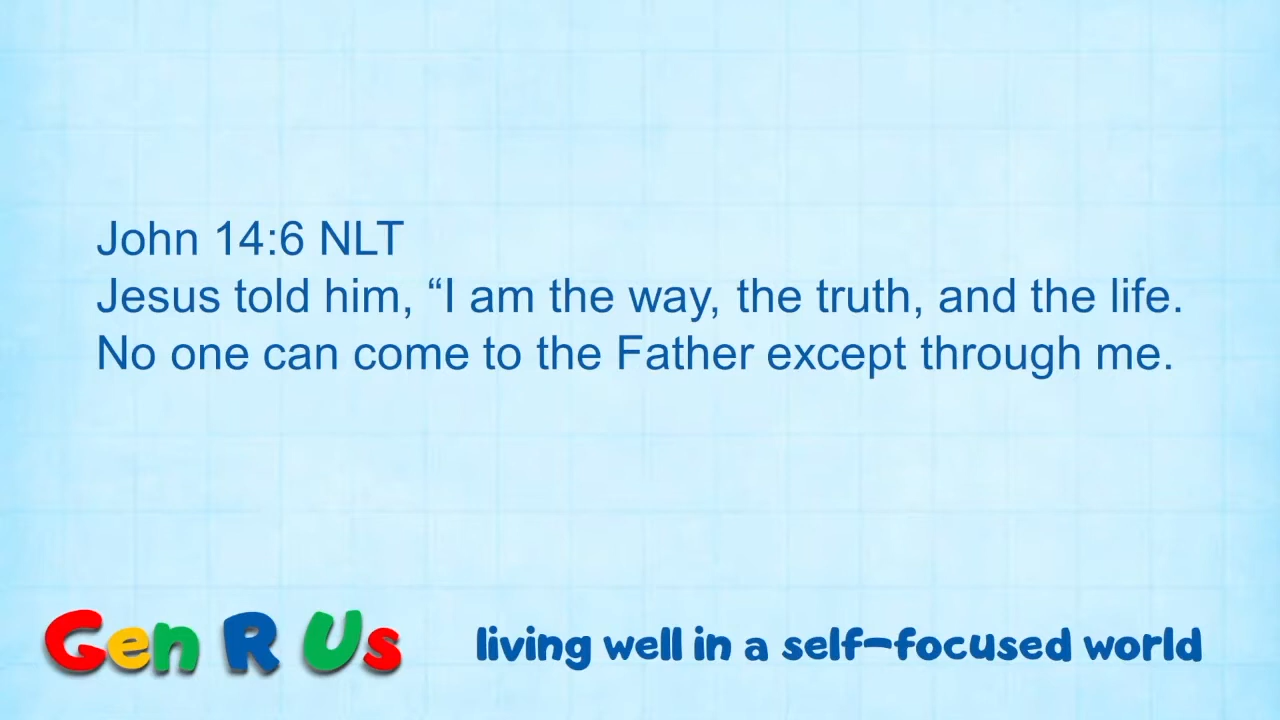 John 14:6 NLT
Jesus told him, “I am the way, the truth, and the life.
No one can come to the Father except through me.
Gen R Us
living well in a self-focused world